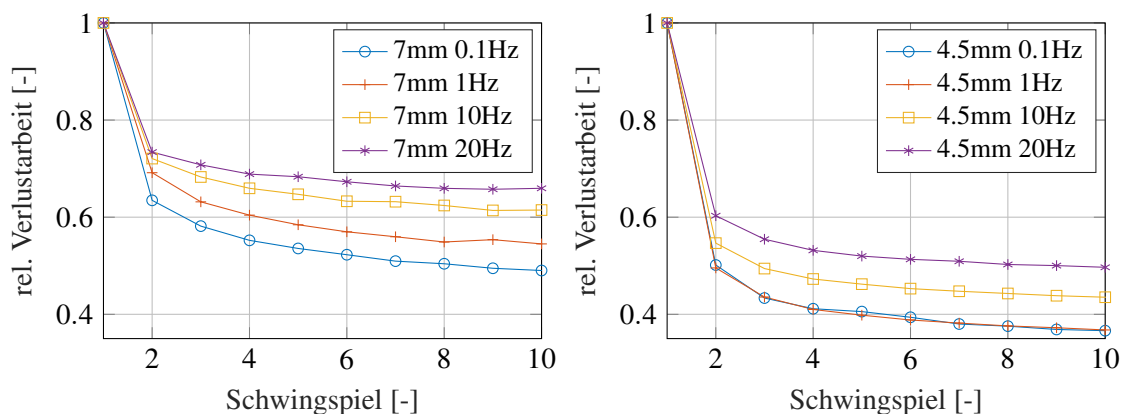 rel. Verlustarbeit [-]
1
0.8
0.6
0.4
2
4
6
8
10
Schwingspiel [-]
7mm 0.1Hz
7mm 1Hz
7mm 10Hz
7mm 20Hz
rel. Verlustarbeit [-]
1
0.8
0.6
0.4
2
4
6
8
10
Schwingspiel [-]
4.5mm 0.1Hz
4.5mm 1Hz
4.5mm 10Hz
4.5mm 20Hz